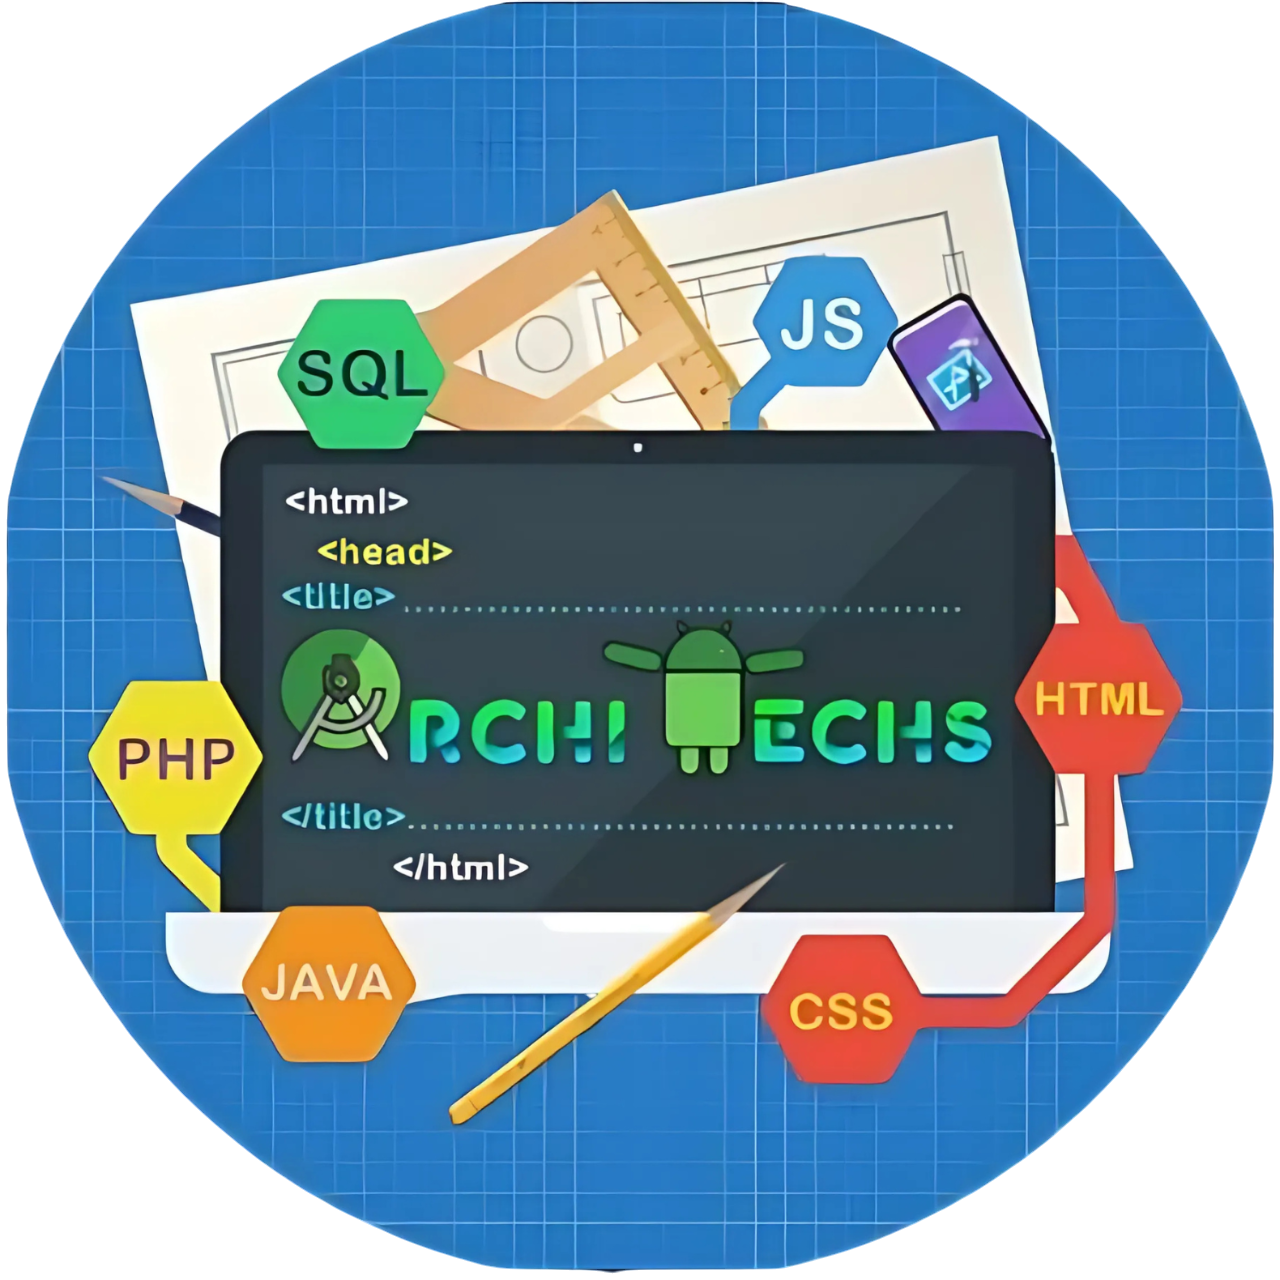 SQL
JS
<html>
<head>
<title>
ARCHI TECHS
HTML
PHP
</title>
</html>
JAVA
CSS